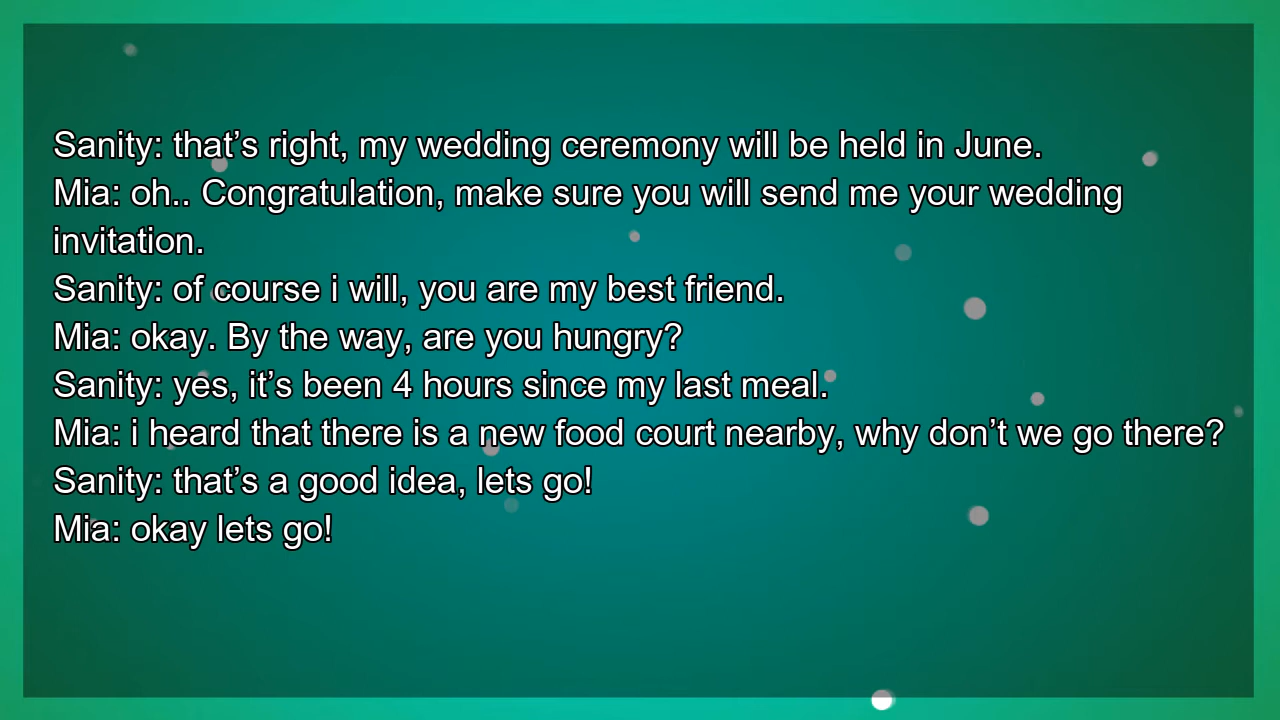 Sanity: that’s right, my wedding ceremony will be held in June.
Mia: oh.. Congratulation, make sure you will send me your wedding
invitation.
Sanity: of course i will, you are my best friend.
Mia: okay. By the way, are you hungry?
Sanity: yes, it’s been 4 hours since my last meal.
Mia: i heard that there is a new food court nearby, why don’t we go there?
Sanity: that’s a good idea, lets go!
Mia: okay lets go!